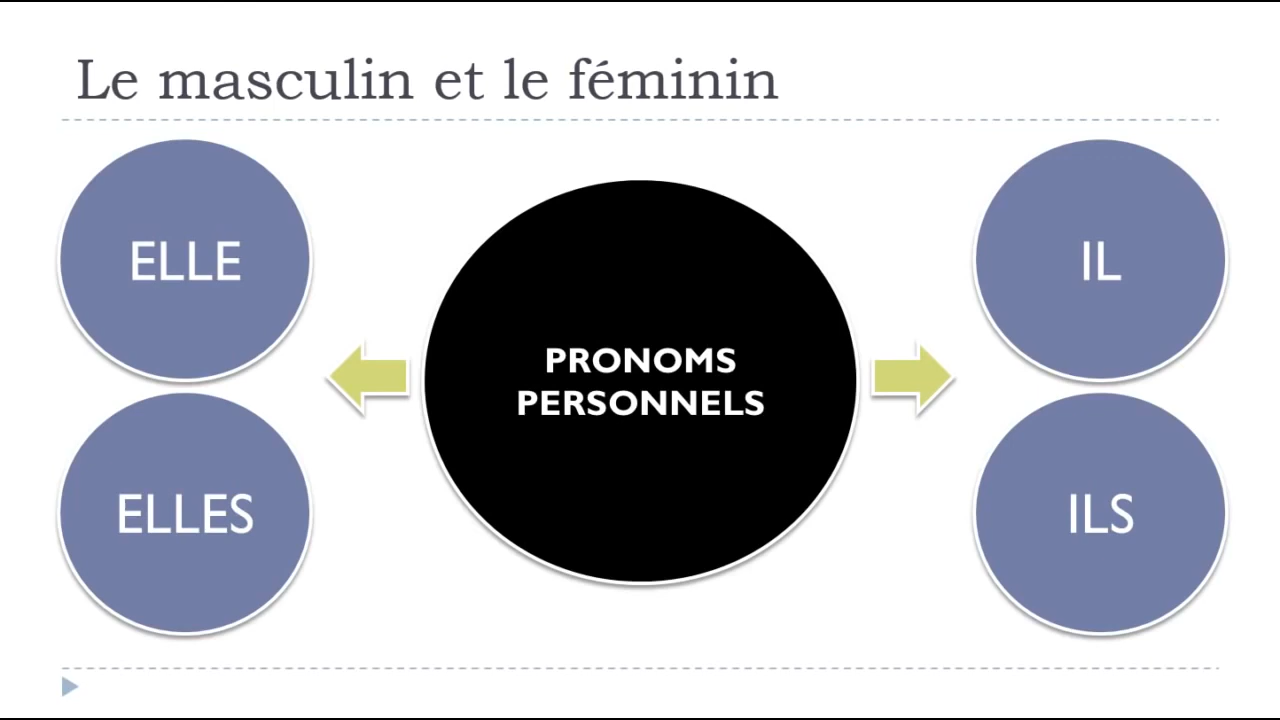 Le masculin et le féminin
ELLE
ELLES
PRONOMS
PERSONNELS
IL
ILS